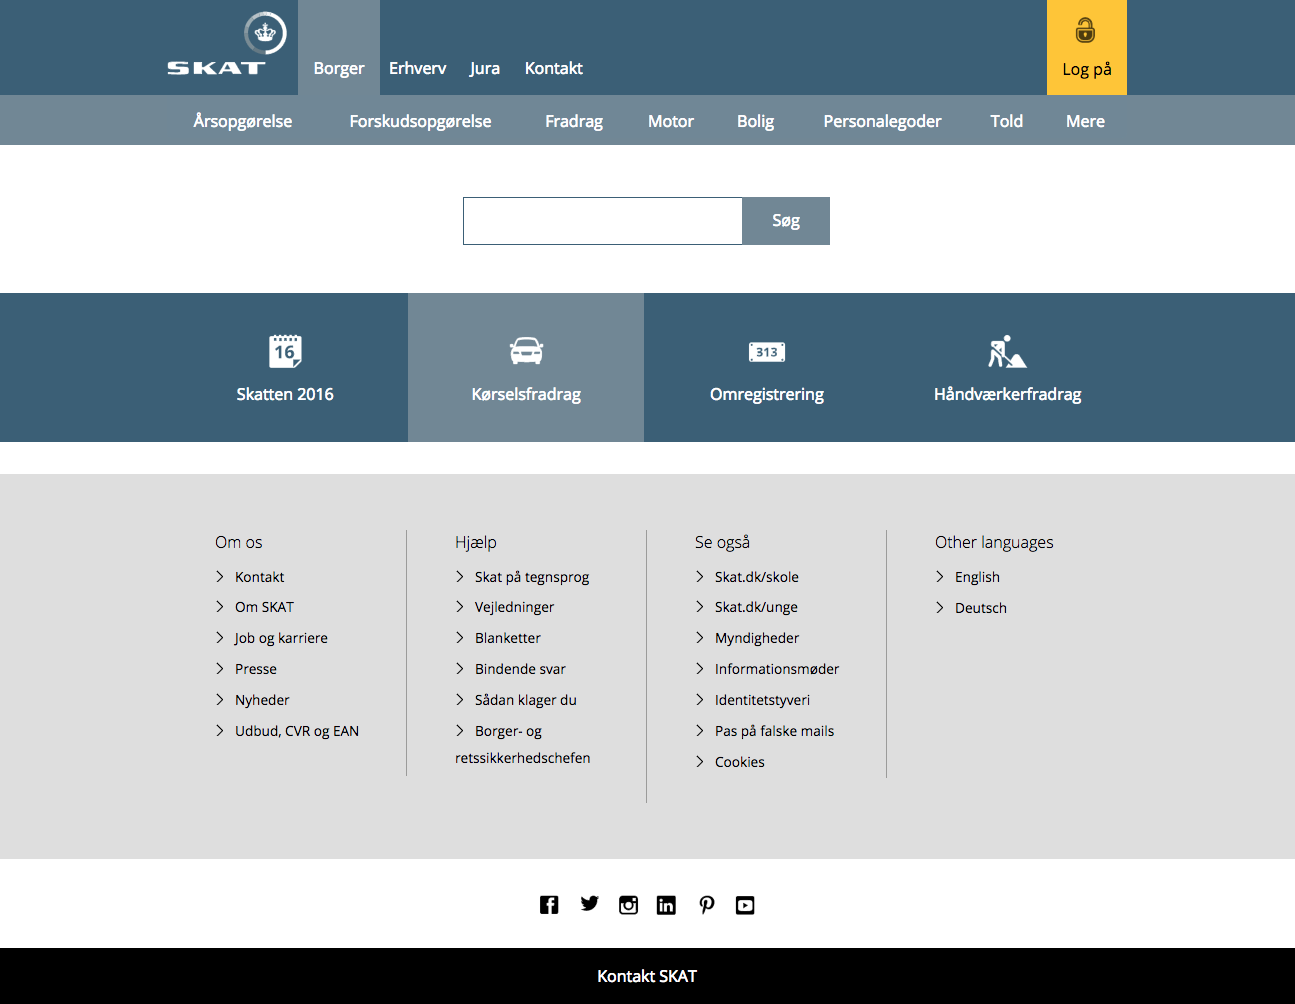 SKAT
Borger
Erhverv
Jura
Kontakt
Log på
Årsopgørelse
Forskudsopgørelse
Fradrag
Motor
Bolig
Personalegoder
Told
Mere
Søg
16
Skatten 2016
Kørselsfradrag
313
Omregistrering
Håndværkerfradrag
Om os
Kontakt
Om SKAT
Job og karriere
Presse
Nyheder
Udbud, CVR og EAN
Hjælp
Skat på tegnsprog
Vejledninger
Blanketter
Bindende svar
Sådan klager du
Borger- og
retssikkerhedschefen
Se også
Skat.dk/skole
Skat.dk/unge
Myndigheder
Informationsmøder
Identitetstyveri
Pas på falske mails
Cookies
Other languages
English
Deutsch
Kontakt SKAT